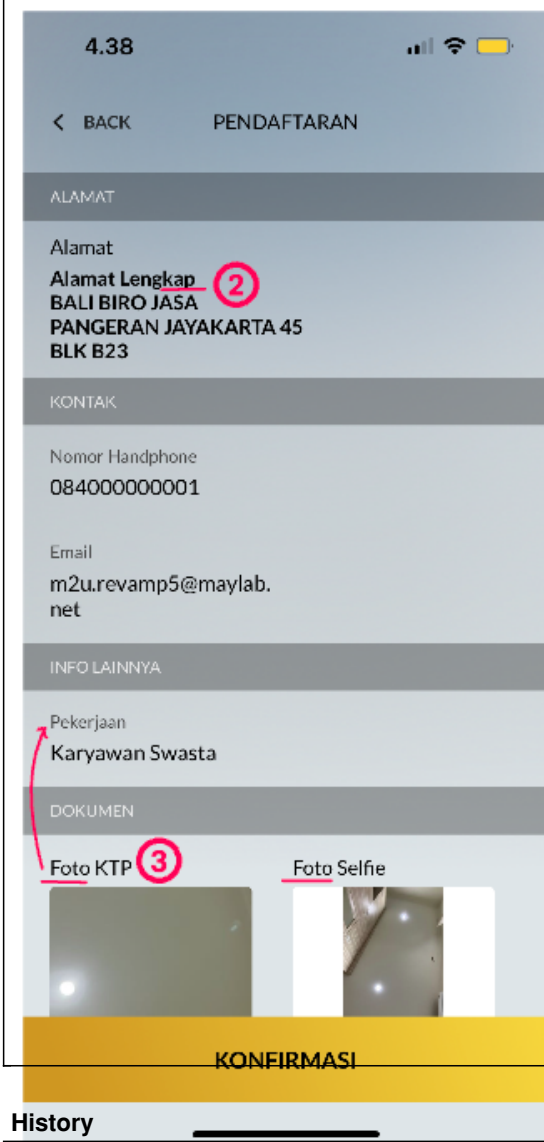 4.38
< BACK PENDAFTARAN
ALAMAT
Alamat
Alamat Lengkap 2
BALI BIRO JASA
PANGERAN JAYAKARTA 45
BLK B23
KONTAK
Nomor Handphone
084000000001
Email
m2u.revamp5@maylab.
net
INFO LAINNYA
Pekerjaan
Karyawan Swasta
DOKUMEN
Foto KTP 3 Foto Selfie
KONFIRMASI
History